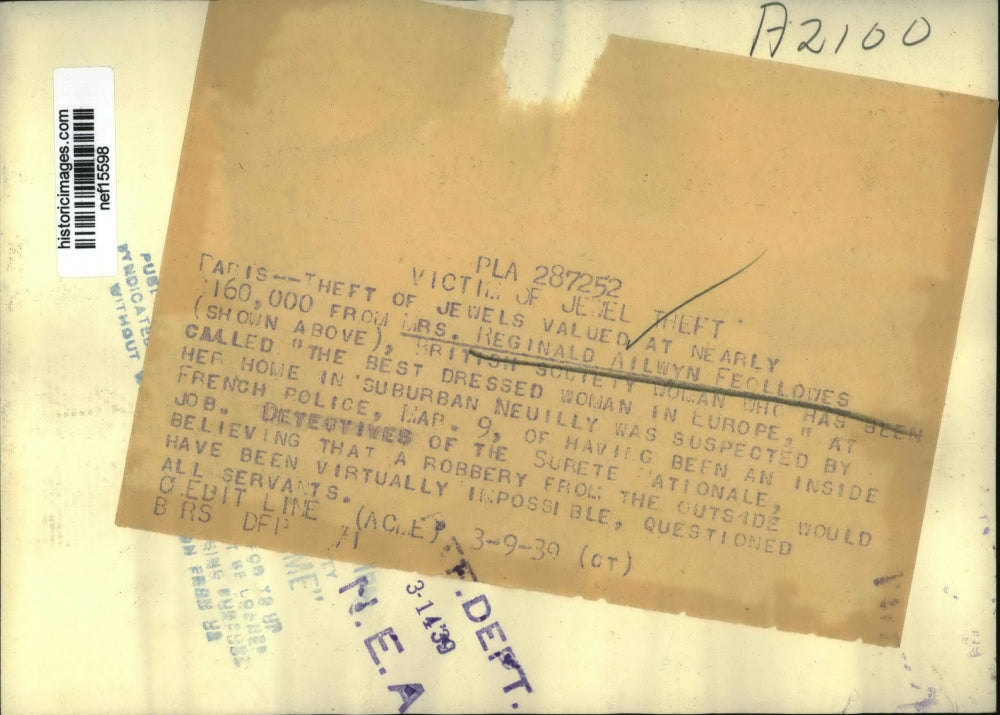 A2100
historicimages.com
nef15598
PLA 287252
VICTIM OF JEWEL THEFT
PARIS--THEFT OF JEWELS VALUED AT NEARLY
160,000 FROM MRS. REGINALD AILWYN FEOLLOWES
(SHOWN ABOVE), BRITISH SOCIETY WOMAN WHO HAS BEEN
CALLED "THE BEST DRESSED WOMAN IN EUROPE," AT
HER HOME IN SUBURBAN NEUILLY WAS SUSPECTED BY
FRENCH POLICE, MAR. 9, OF HAVING BEEN AN INSIDE
JOB. DETECTIVES OF THE SURETE NATIONALE,
BELIEVING THAT A ROBBERY FROM THE OUTSIDE WOULD
HAVE BEEN VIRTUALLY IMPOSSIBLE, QUESTIONED
ALL SERVANTS.
CREDIT LINE (ACME) 3-9-39 (CT)
B RS DFP
SYNDICATED
WITHOUT
DEPT.
3-14-39
N.E.A